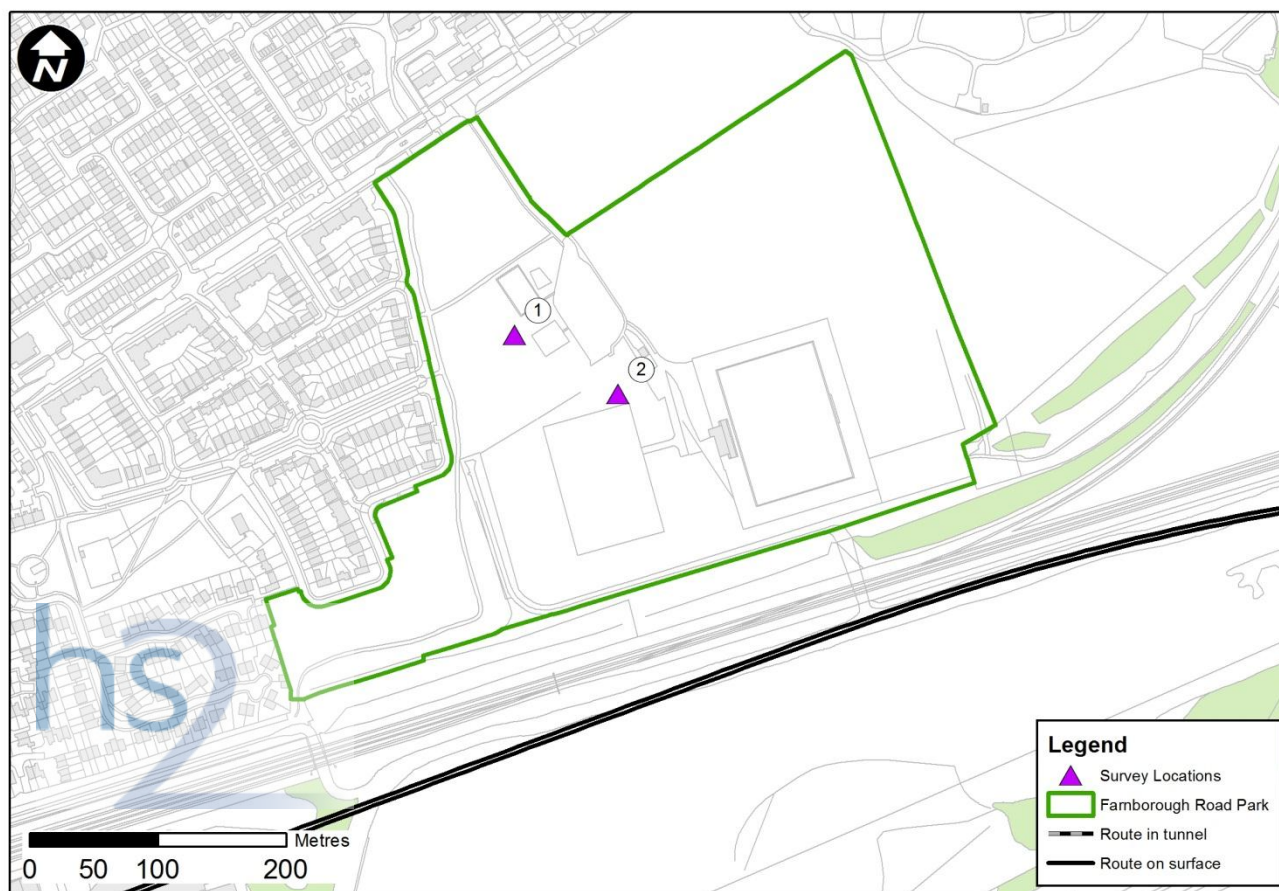 N
1
2
hs2
Legend
Survey Locations
Farnborough Road Park
Route in tunnel
Route on surface
Metres
0 50 100 200